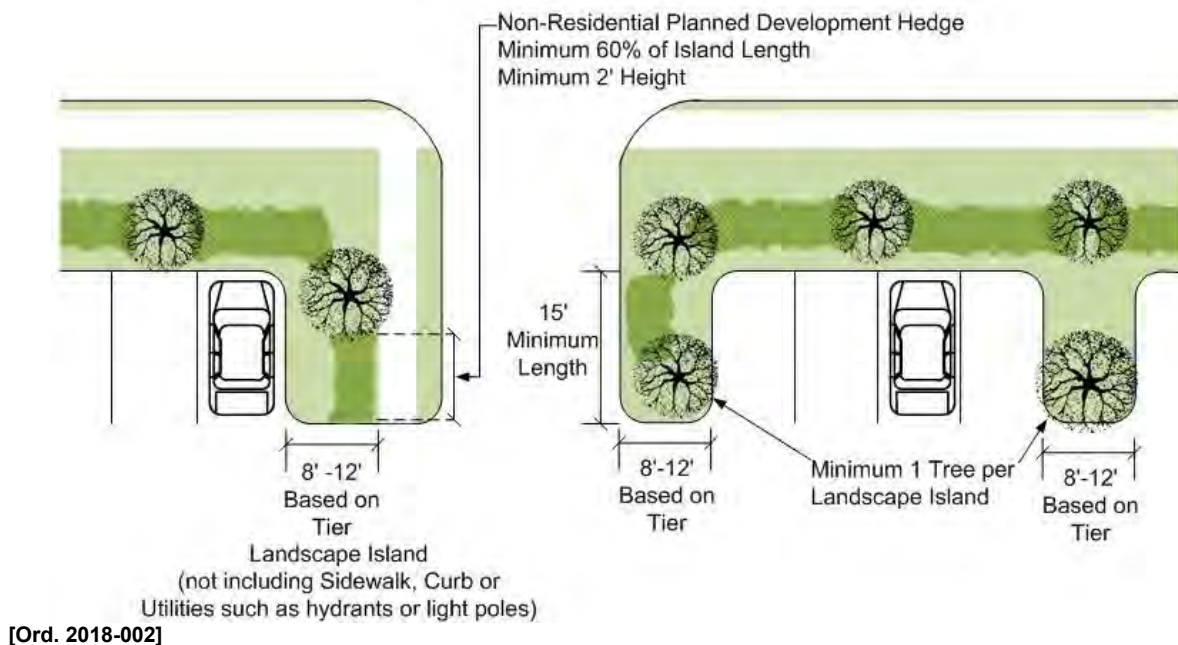 Non-Residential Planned Development Hedge
Minimum 60% of Island Length
Minimum 2' Height
15'
Minimum
Length
8' -12'
Based on
Tier
Landscape Island
(not including Sidewalk, Curb or
Utilities such as hydrants or light poles)
8'-12'
Based on
Tier
Minimum 1 Tree per
Landscape Island
8'-12'
Based on
Tier
[Ord. 2018-002]